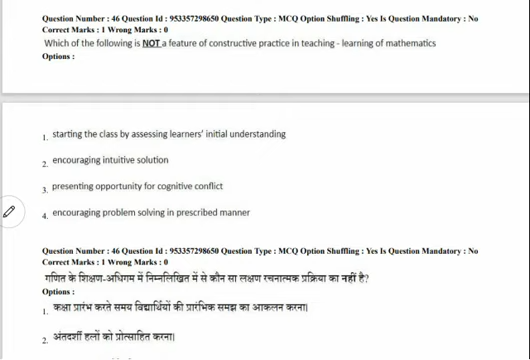 Question Number : 46 Question Id : 953357298650 Question Type : MCQ Option Shuffling : Yes Is Question Mandatory : No
Correct Marks : 1 Wrong Marks : 0
Which of the following is NOT a feature of constructive practice in teaching - learning of mathematics
Options :
1. starting the class by assessing learners' initial understanding
2. encouraging intuitive solution
3. presenting opportunity for cognitive conflict
4. encouraging problem solving in prescribed manner
Question Number : 46 Question Id : 953357298650 Question Type : MCQ Option Shuffling : Yes Is Question Mandatory : No
Correct Marks : 1 Wrong Marks : 0
गणित के शिक्षण-अधिगम में निम्नलिखित में से कौन सा लक्षण रचनात्मक प्रक्रिया का नहीं है?
Options :
1. कक्षा प्रारंभ करते समय विद्यार्थियों की प्रारंभिक समझ का आकलन करना।
2. अंतदर्शी हलों को प्रोत्साहित करना।